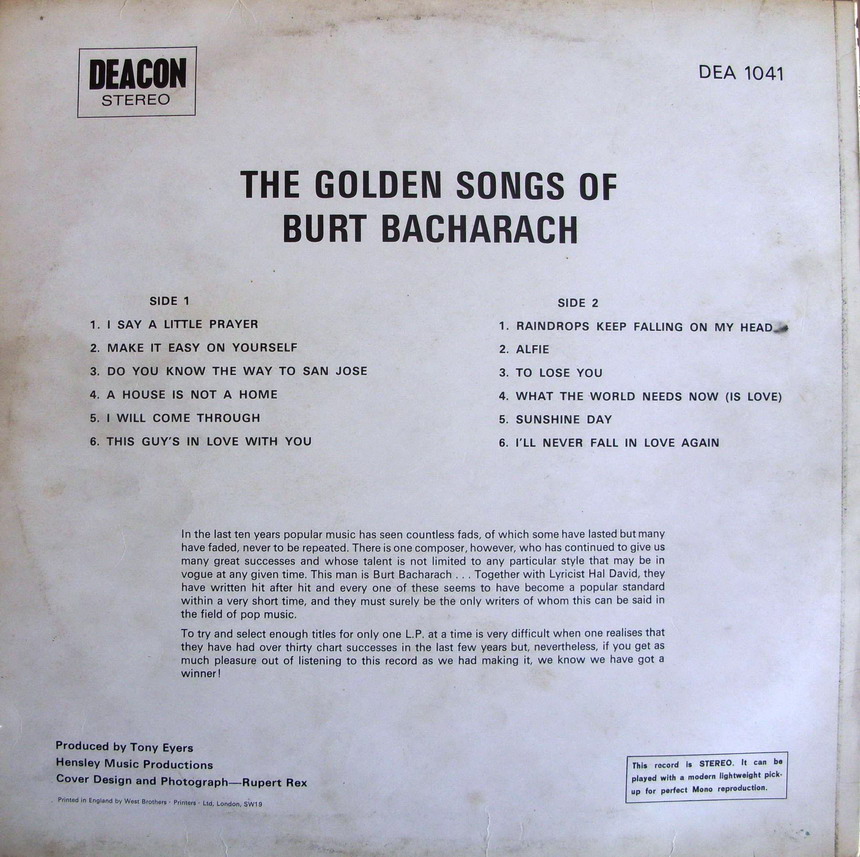 DEACON
STEREO
DEA 1041
THE GOLDEN SONGS OF
BURT BACHARACH
SIDE 1
1. I SAY A LITTLE PRAYER
2. MAKE IT EASY ON YOURSELF
3. DO YOU KNOW THE WAY TO SAN JOSE
4. A HOUSE IS NOT A HOME
5. I WILL COME THROUGH
6. THIS GUY'S IN LOVE WITH YOU
SIDE 2
1. RAINDROPS KEEP FALLING ON MY HEAD
2. ALFIE
3. TO LOSE YOU
4. WHAT THE WORLD NEEDS NOW (IS LOVE)
5. SUNSHINE DAY
6. I'LL NEVER FALL IN LOVE AGAIN
In the last ten years popular music has seen countless fads, of which some have lasted but many
have faded, never to be repeated. There is one composer, however, who has continued to give us
many great successes and whose talent is not limited to any particular style that may be in
vogue at any given time. This man is Burt Bacharach . . . Together with Lyricist Hal David, they
have written hit after hit and every one of these seems to have become a popular standard
within a very short time, and they must surely be the only writers of whom this can be said in
the field of pop music.
To try and select enough titles for only one L.P. at a time is very difficult when one realises that
they have had over thirty chart successes in the last few years but, nevertheless, if you get as
much pleasure out of listening to this record as we had making it, we know we have got a
winner!
Produced by Tony Eyers
Hensley Music Productions
Cover Design and Photograph—Rupert Rex
Printed in England by West Brothers · Printers · Ltd, London, SW19
This record is STEREO. It can be
played with a modern lightweight pick-
up for perfect Mono reproduction.